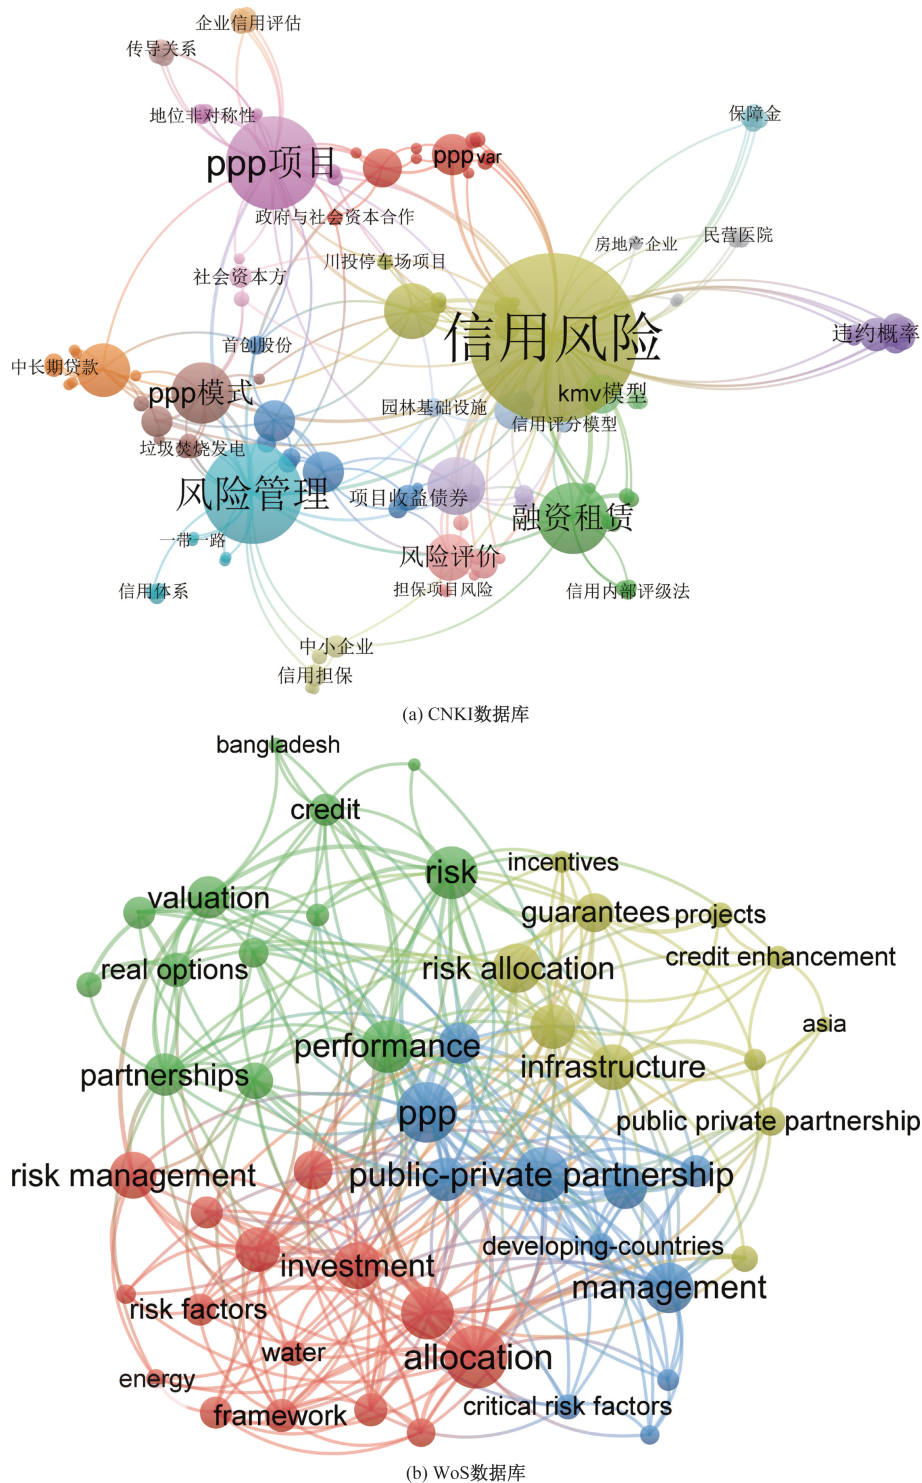 企业信用评估
传导关系
地位非对称性
保障金
ppp项目
ppp var
政府与社会资本合作
房地产企业
民营医院
川投停车场项目
社会资本方
信用风险
违约概率
首创股份
中长期贷款
ppp模式
kmv模型
园林基础设施
信用评分模型
垃圾焚烧发电
风险管理
项目收益债券
融资租赁
一带一路
风险评价
信用体系
担保项目风险
信用内部评级法
中小企业
信用担保
(a) CNKI数据库
bangladesh
credit
risk
incentives
valuation
guarantees
projects
real options
risk allocation
credit enhancement
asia
performance
infrastructure
partnerships
ppp
public private partnership
risk management
public-private partnership
developing-countries
investment
management
risk factors
water
allocation
energy
framework
critical risk factors
(b) WoS数据库